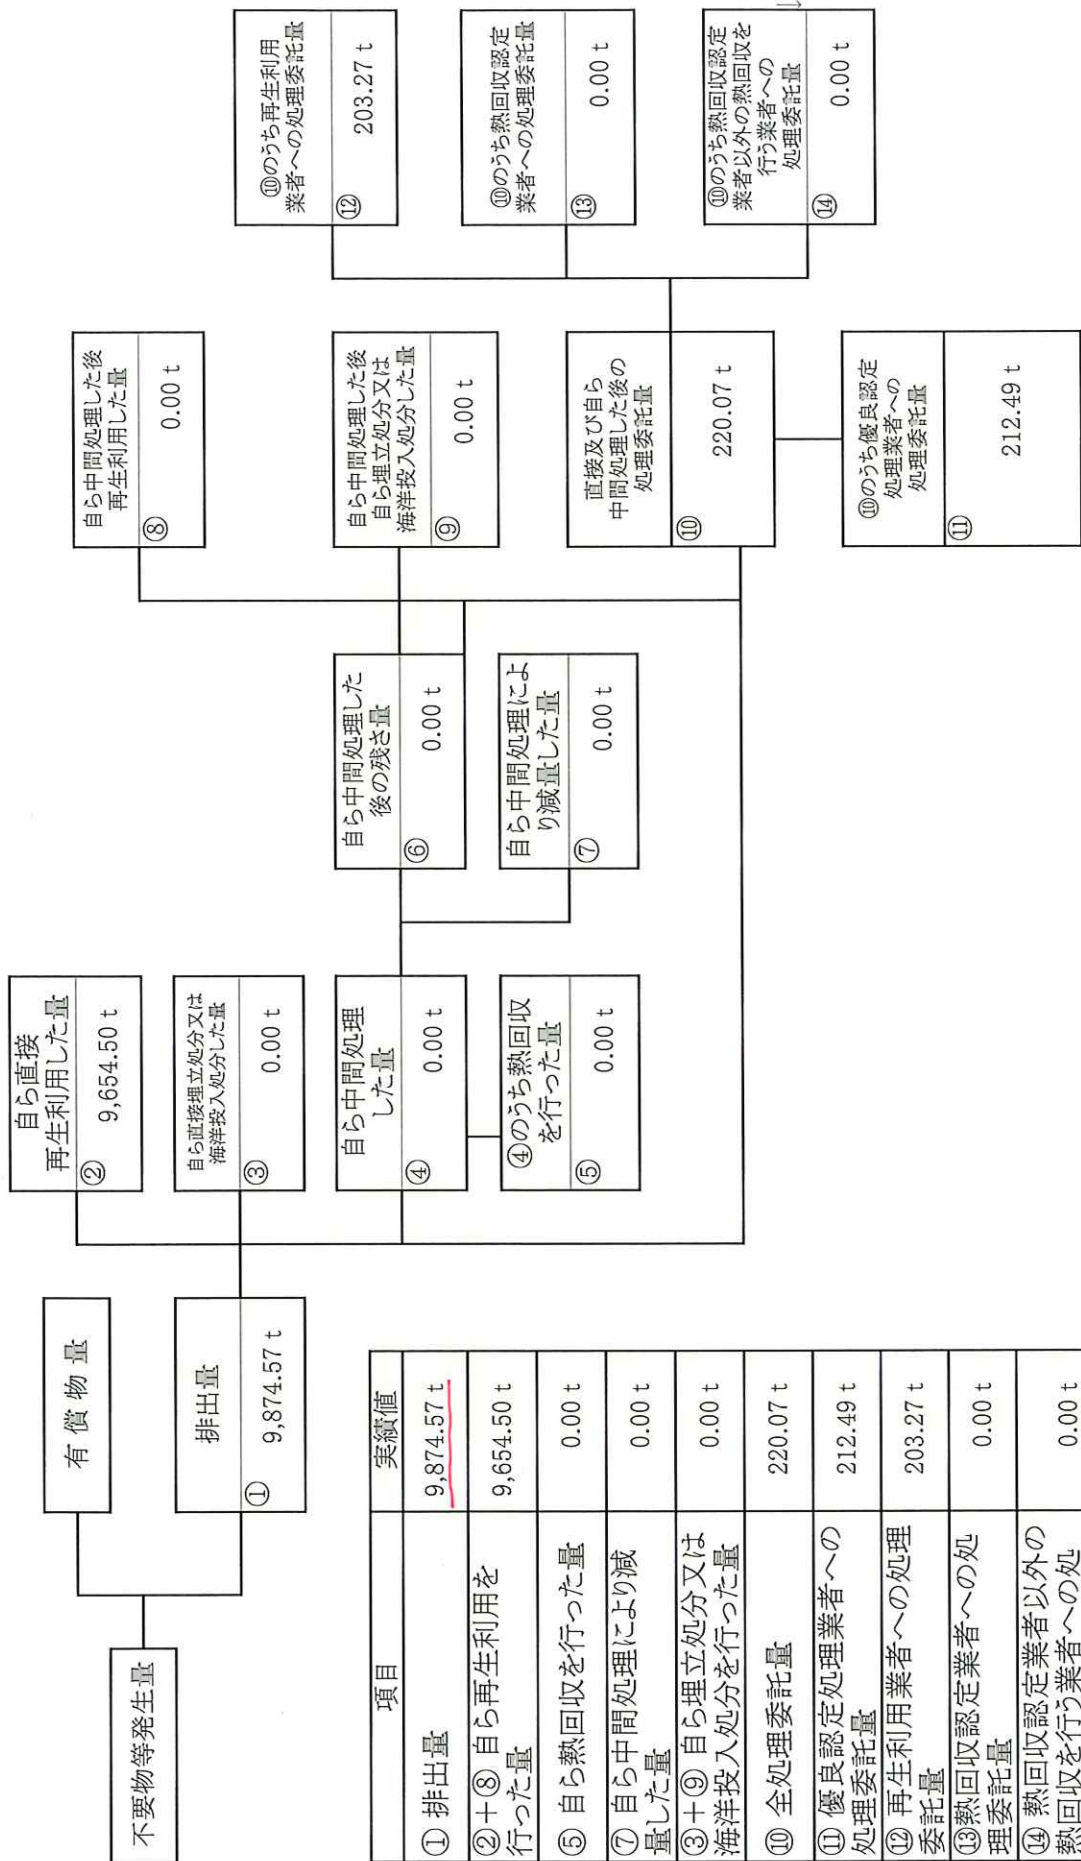 不要物等発生量
有償物量
排出量
①
9,874.57 t
自ら直接
再生利用した量
②
9,654.50 t
自ら直接埋立処分又は
海洋投入処分した量
③
0.00 t
自ら中間処理
した量
④
0.00 t
④のうち熱回収
を行った量
⑤
0.00 t
自ら中間処理した
後の残さ量
⑥
0.00 t
自ら中間処理によ
り減量した量
⑦
0.00 t
自ら中間処理した後
再生利用した量
⑧
0.00 t
自ら中間処理した後
自ら埋立処分又は
海洋投入処分した量
⑨
0.00 t
直接及び自ら
中間処理した後の
処理委託量
⑩
220.07 t
⑩のうち優良認定
処理業者への
処理委託量
⑪
212.49 t
⑩のうち再生利用
業者への処理委託量
⑫
203.27 t
⑩のうち熱回収認定
業者への処理委託量
⑬
0.00 t
⑩のうち熱回収認定
業者以外の熱回収を
行う業者への
処理委託量
⑭
0.00 t
項目 実績値
① 排出量 9,874.57 t
②+⑧ 自ら再生利用を
行った量 9,654.50 t
⑤ 自ら熱回収を行った量 0.00 t
⑦ 自ら中間処理により減
量した量 0.00 t
③+⑨ 自ら埋立処分又は
海洋投入処分を行った量 0.00 t
⑩ 全処理委託量 220.07 t
⑪ 優良認定処理業者への
処理委託量 212.49 t
⑫ 再生利用業者への処理
委託量 203.27 t
⑬熱回収認定業者への処
理委託量 0.00 t
⑭ 熱回収認定業者以外の
熱回収を行う業者への処 0.00 t